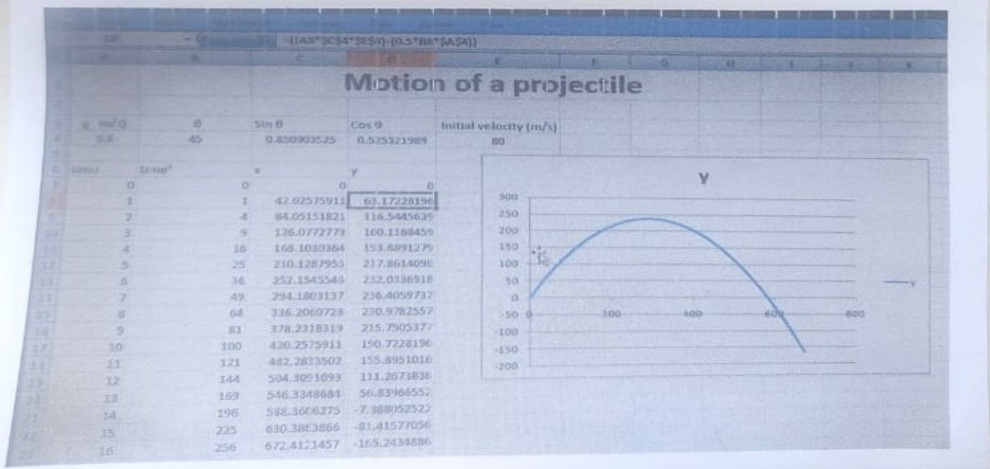 =((A8*$C$4*$E$4)-(0.5*B8*$A$4))
Motion of a projectile
θ Sin θ Cos θ Initial velocity (m/s)
9.8 45 0.850903525 0.525321989 80
time time² x y
0 0 0 0
1 1 42.02575911 63.17228196
2 4 84.05151821 116.5445639
3 9 126.0772773 160.1168459
4 16 168.1030364 193.8891279
5 25 210.1287955 217.8614098
6 36 252.1545546 232.0336918
7 49 294.1803137 236.4059737
8 64 336.2060728 230.9782557
9 81 378.2318319 215.7505377
10 100 420.2575911 190.7228196
11 121 462.2833502 155.8951016
12 144 504.3091093 111.2673836
13 169 546.3348684 56.83966552
14 196 588.3606275 -7.388052522
15 225 630.3863866 -81.41577056
16 256 672.4121457 -165.2434886
y
300
250
200
150
100
50
0
-50
-100
-150
-200
0 200 400 600 800
y